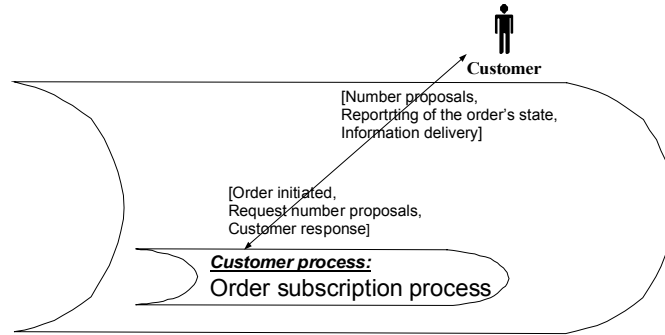 Customer
[Number proposals,
Reportrting of the order's state,
Information delivery]
[Order initiated,
Request number proposals,
Customer response]
Customer process:
Order subscription process